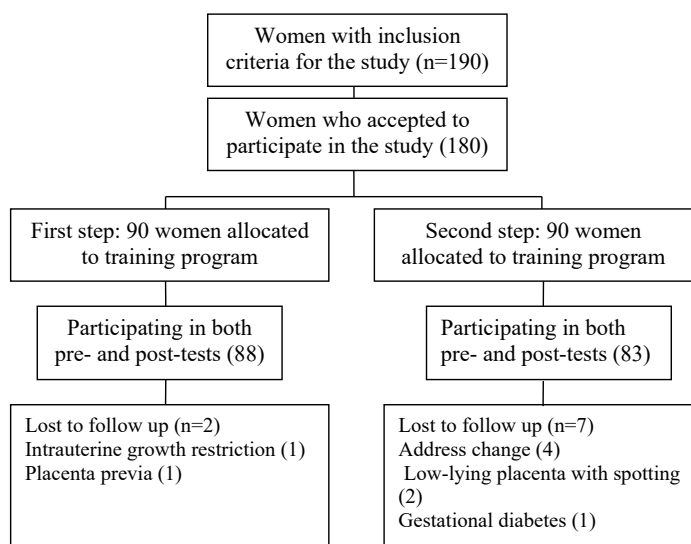 Women with inclusion
criteria for the study (n=190)
Women who accepted to
participate in the study (180)
First step: 90 women allocated
to training program
Second step: 90 women
allocated to training program
Participating in both
pre- and post-tests (88)
Participating in both
pre- and post-tests (83)
Lost to follow up (n=2)
Intrauterine growth restriction (1)
Placenta previa (1)
Lost to follow up (n=7)
Address change (4)
Low-lying placenta with spotting
(2)
Gestational diabetes (1)